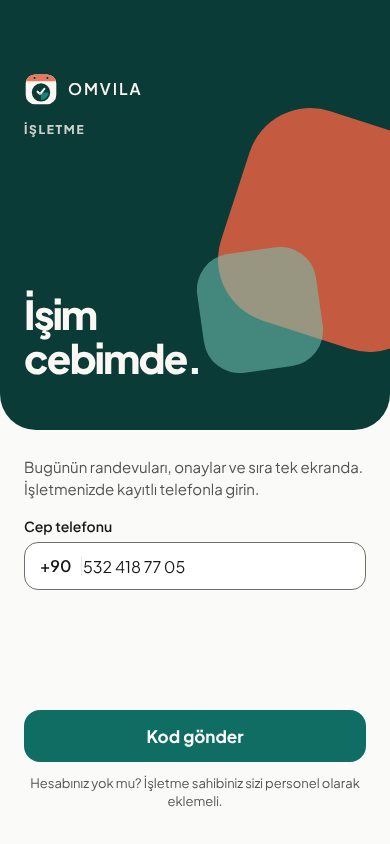 OMVILA
İŞLETME
İşim
cebimde.
Bugünün randevuları, onaylar ve sıra tek ekranda.
İşletmenizde kayıtlı telefonla girin.
Cep telefonu
+90 532 418 77 05
Kod gönder
Hesabınız yok mu? İşletme sahibiniz sizi personel olarak
eklemeli.